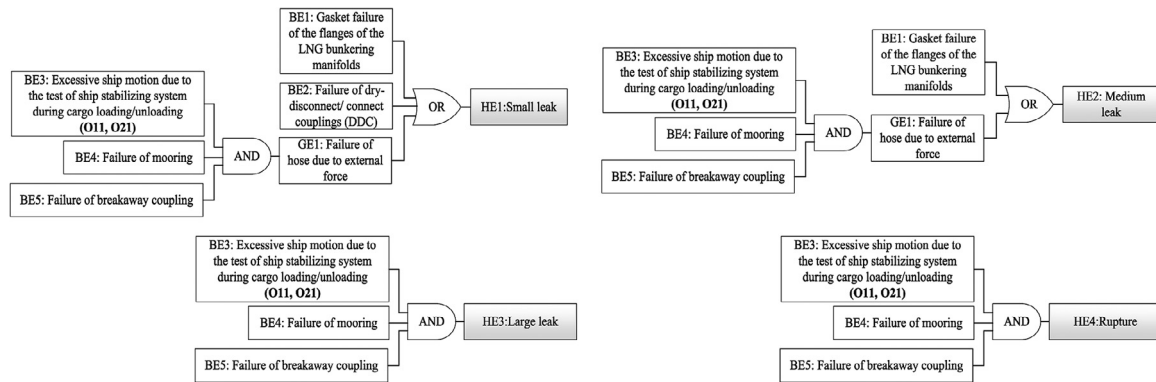 BE1: Gasket failure
of the flanges of the
LNG bunkering
manifolds
BE3: Excessive ship motion due to
the test of ship stabilizing system
during cargo loading/unloading
(O11, O21)
BE2: Failure of dry-
disconnect/ connect
couplings (DDC)
OR
HE1:Small leak
BE4: Failure of mooring
AND
GE1: Failure of
hose due to external
force
BE5: Failure of breakaway coupling
BE1: Gasket failure
of the flanges of the
LNG bunkering
manifolds
BE3: Excessive ship motion due to
the test of ship stabilizing system
during cargo loading/unloading
(O11, O21)
OR
HE2: Medium
leak
BE4: Failure of mooring
AND
GE1: Failure of
hose due to external
force
BE5: Failure of breakaway coupling
BE3: Excessive ship motion due to
the test of ship stabilizing system
during cargo loading/unloading
(O11, O21)
BE4: Failure of mooring
AND
HE3:Large leak
BE5: Failure of breakaway coupling
BE3: Excessive ship motion due to
the test of ship stabilizing system
during cargo loading/unloading
(O11, O21)
BE4: Failure of mooring
AND
HE4:Rupture
BE5: Failure of breakaway coupling